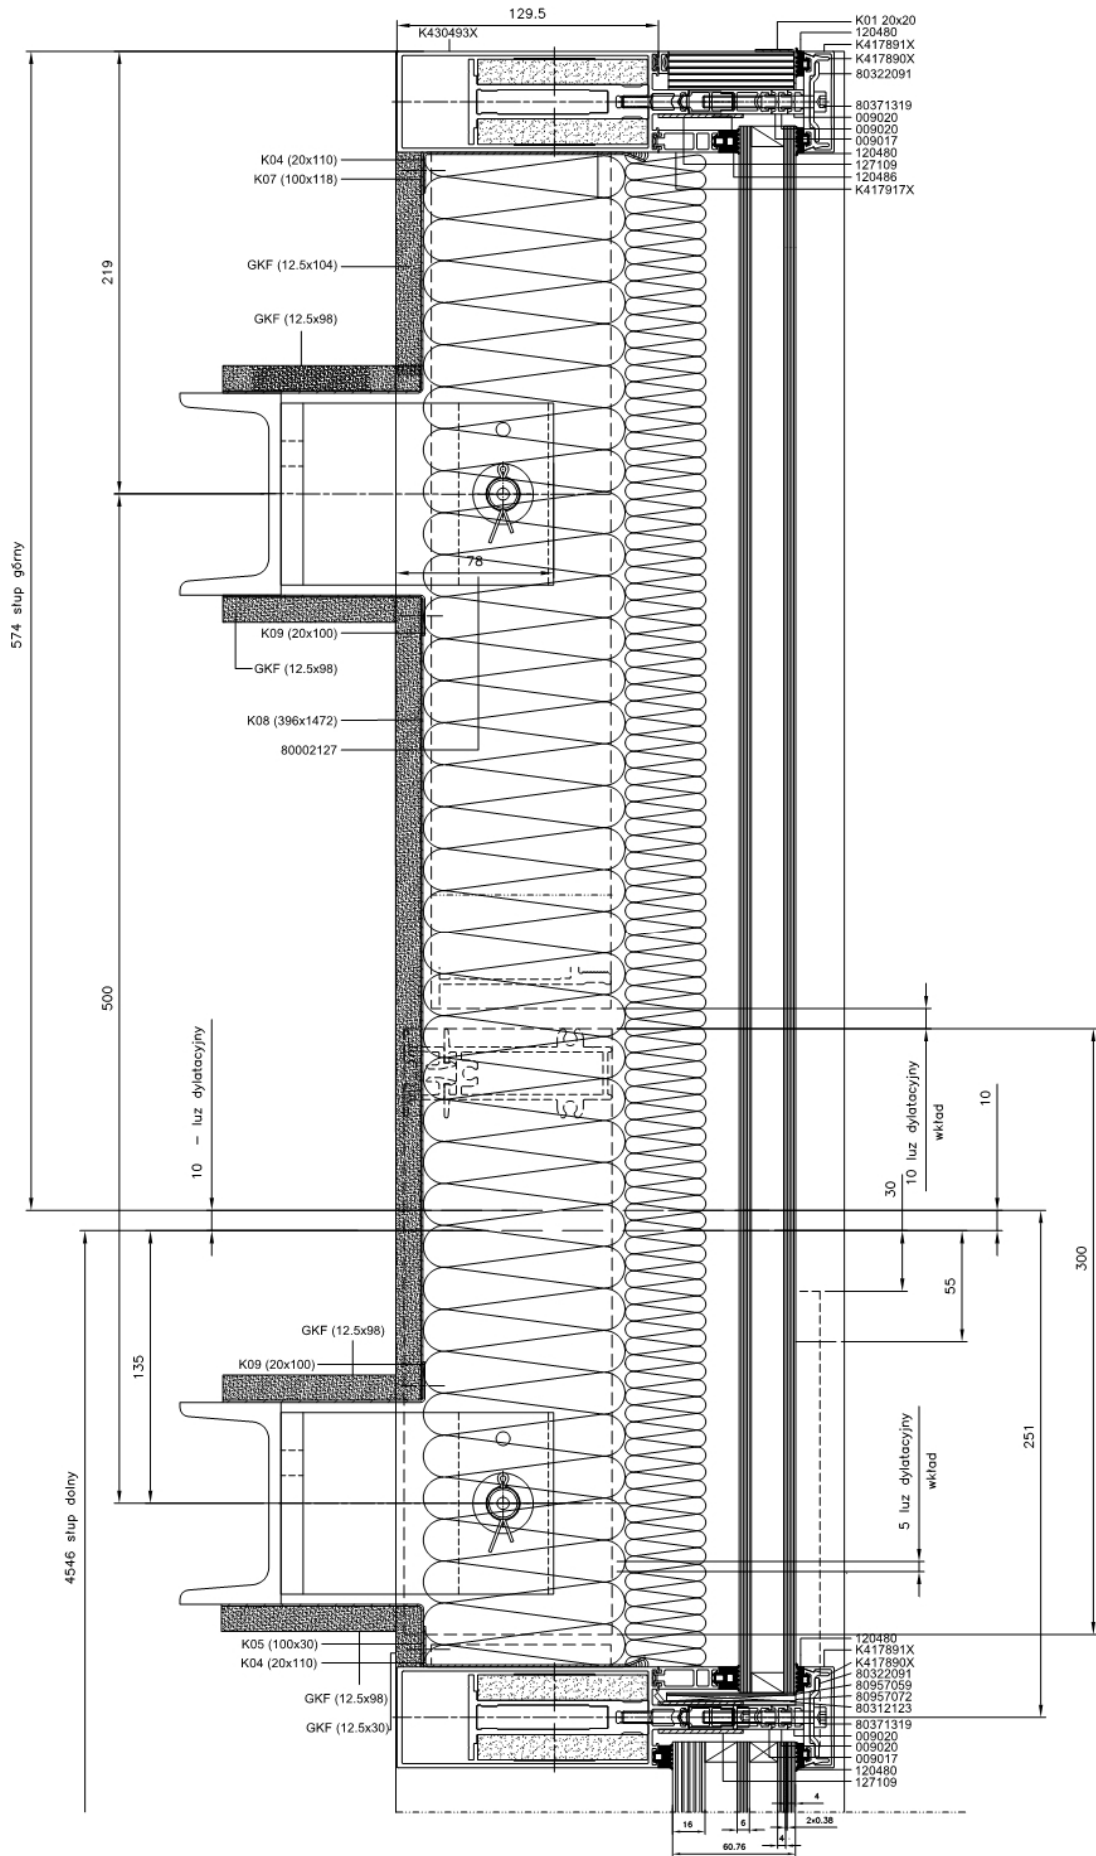 129.5
K430493X
K01 20x20
120480
K417891X
K417890X
80322091
80371319
009020
009020
009017
120480
127109
120486
K417917X
K04 (20x110)
K07 (100x118)
GKF (12.5x104)
GKF (12.5x98)
219
574 słup górny
78
K09 (20x100)
GKF (12.5x98)
K08 (396x1472)
80002127
500
10 - luz dylatacyjny
10 luz dylatacyjny
wkład
10
30
55
300
251
135
4546 słup dolny
GKF (12.5x98)
K09 (20x100)
5 luz dylatacyjny
wkład
K05 (100x30)
K04 (20x110)
GKF (12.5x98)
GKF (12.5x30)
120480
K417891X
K417890X
80322091
80957059
80957072
80312123
80371319
009020
009020
009017
120480
127109
4
2x0.38
16
6
4
60.76